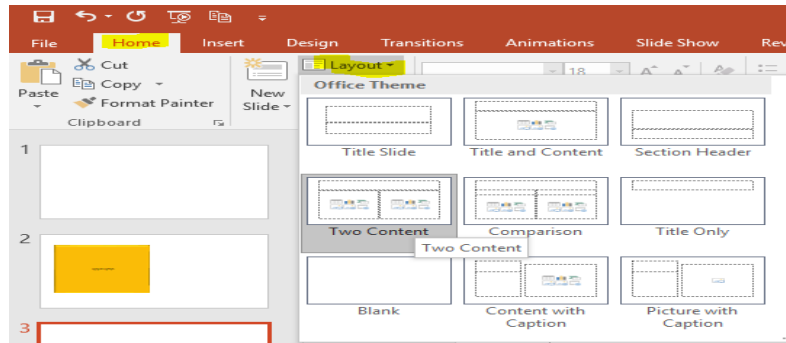 File Home Insert Design Transitions Animations Slide Show Rev
Cut
Copy
Format Painter
Paste
Clipboard
New
Slide
Layout
18
Office Theme
Title Slide Title and Content Section Header
Two Content Comparison Title Only
Two Content
Blank Content with Caption Picture with Caption
1
2
3